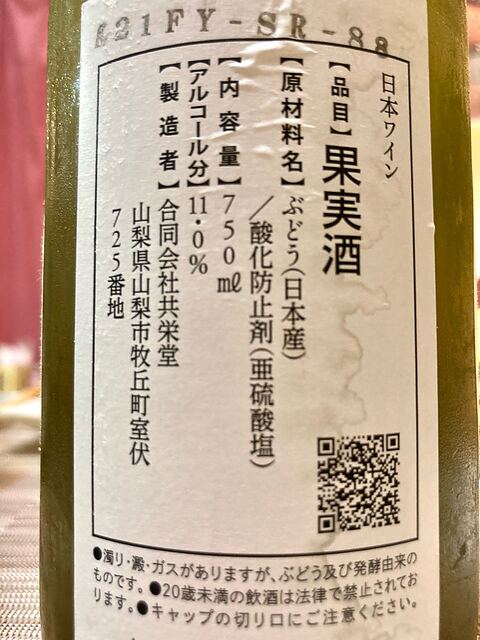 621FY-SR-88
日本ワイン
【品目】果実酒
【原材料名】ぶどう(日本産)
／酸化防止剤(亜硫酸塩)
【内容量】750㎖
【アルコール分】11・0%
【製造者】合同会社共栄堂
山梨県山梨市牧丘町室伏
725番地
●濁り・澱・ガスがありますが、ぶどう及び発酵由来の
ものです。●20歳未満の飲酒は法律で禁止されてお
ります。●キャップの切り口にご注意ください。